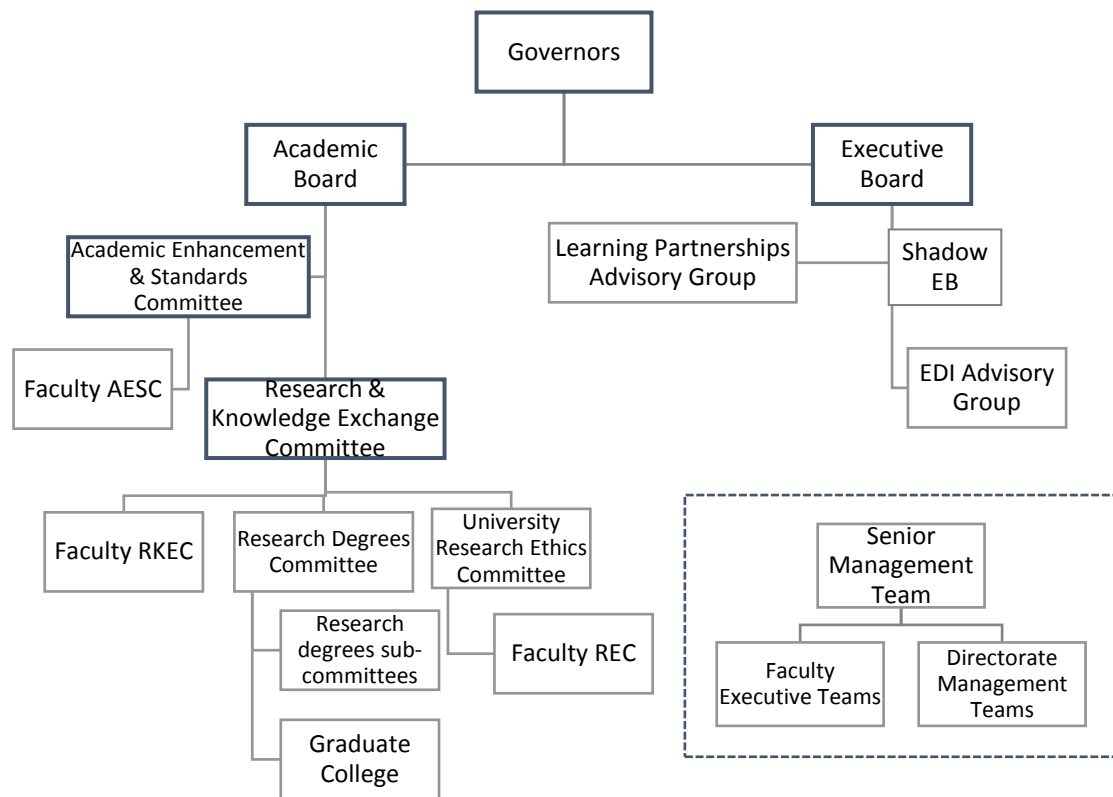 Governors
Academic
Board
Executive
Board
Academic Enhancement
& Standards
Committee
Learning Partnerships
Advisory Group
Shadow
EB
Faculty AESC
EDI Advisory
Group
Research &
Knowledge Exchange
Committee
Faculty RKEC
Research Degrees
Committee
University
Research Ethics
Committee
Research
degrees sub-
committees
Faculty REC
Graduate
College
Senior
Management
Team
Faculty
Executive Teams
Directorate
Management
Teams